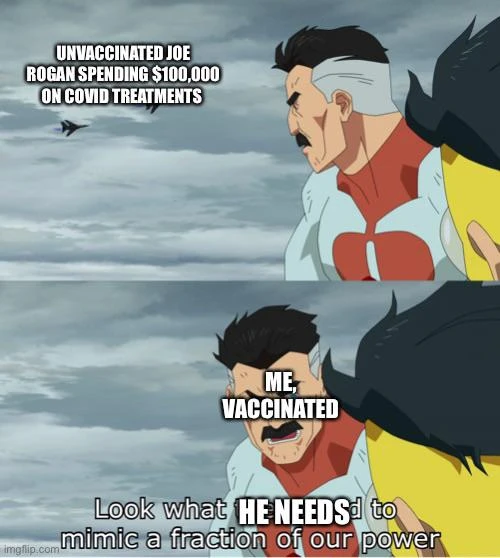 UNVACCINATED JOE
ROGAN SPENDING $100,000
ON COVID TREATMENTS
ME,
VACCINATED
Look what HE NEEDS to
mimic a fraction of our power
imgflip.com